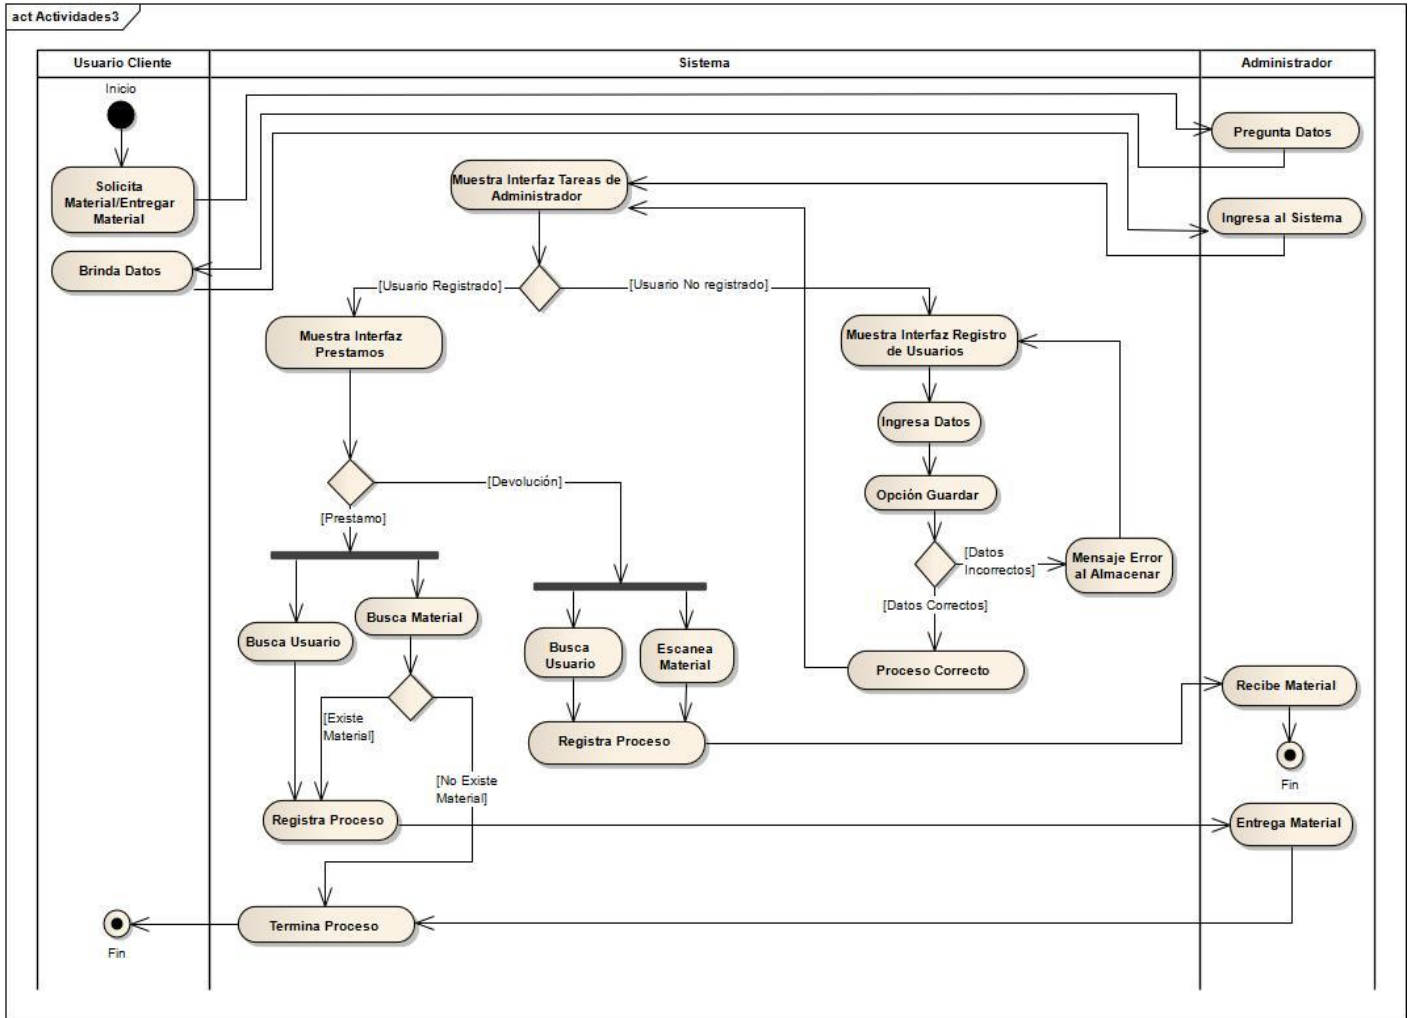 act Actividades3
Usuario Cliente
Sistema
Administrador
Inicio
Pregunta Datos
Solicita
Material/Entregar
Material
Muestra Interfaz Tareas de
Administrador
Ingresa al Sistema
Brinda Datos
[Usuario Registrado]
[Usuario No registrado]
Muestra Interfaz
Prestamos
Muestra Interfaz Registro
de Usuarios
Ingresa Datos
[Devolución]
Opción Guardar
[Prestamo]
[Datos
Incorrectos]
Mensaje Error
al Almacenar
[Datos Correctos]
Busca Material
Busca Usuario
Busca
Usuario
Escanea
Material
Proceso Correcto
Recibe Material
[Existe
Material]
Registra Proceso
[No Existe
Material]
Fin
Registra Proceso
Entrega Material
Termina Proceso
Fin